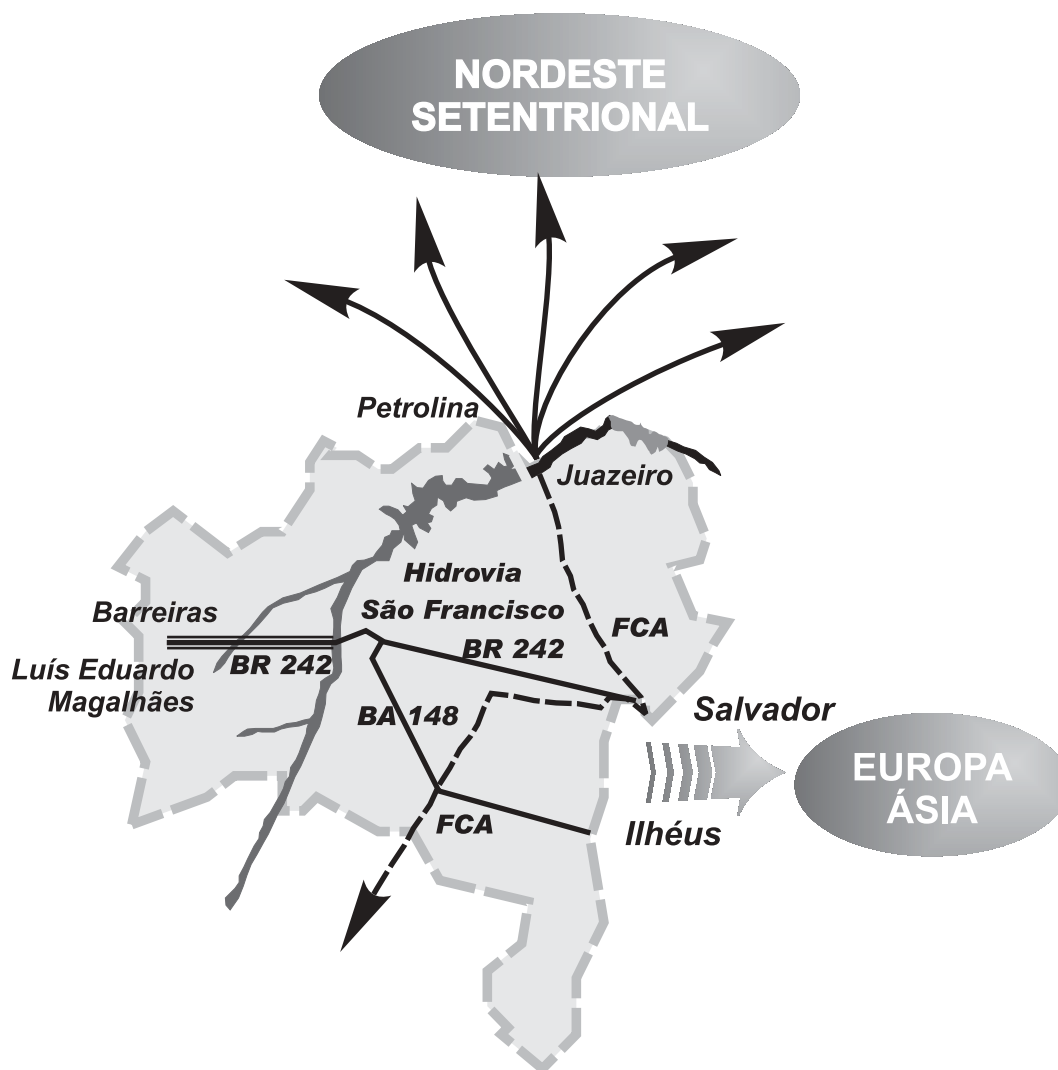 NORDESTE
SETENTRIONAL
Petrolina
Juazeiro
Hidrovia
São Francisco
Barreiras
FCA
BR 242
BR 242
Luís Eduardo
Magalhães
BA 148
Salvador
EUROPA
ÁSIA
FCA
Ilhéus